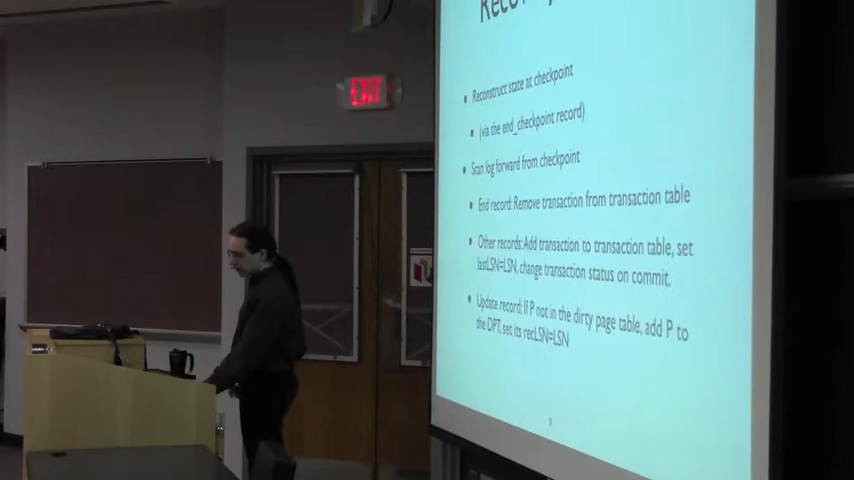 EXIT
• Reconstruct state at checkpoint
• (via the end_checkpoint record)
• Scan log forward from checkpoint
• End record: Remove transaction from transaction table
• Other records: Add transaction to transaction table, set
lastLSN=LSN, change transaction status on commit.
• Update record: If P not in the dirty page table, add P to
the DPT, set its recLSN=LSN